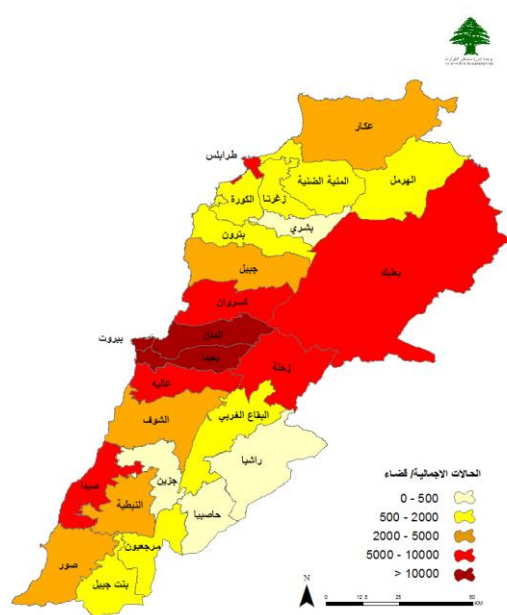 عكار
طرابلس
الهرمل
المنية الضنية
زغرتا
الكورة
بشري
بترون
بعلبك
جبيل
كسروان
المتن
بيروت
بعبدا
زحلة
عاليه
البقاع الغربي
الشوف
راشيا
جزين
صيدا
النبطية
حاصبيا
مرجعيون
صور
بنت جبيل
الحالات الاجمالية/ قضاء
0 - 500
500 - 2000
2000 - 5000
5000 - 10000
> 10000
N
0 12.5 25 50
KM